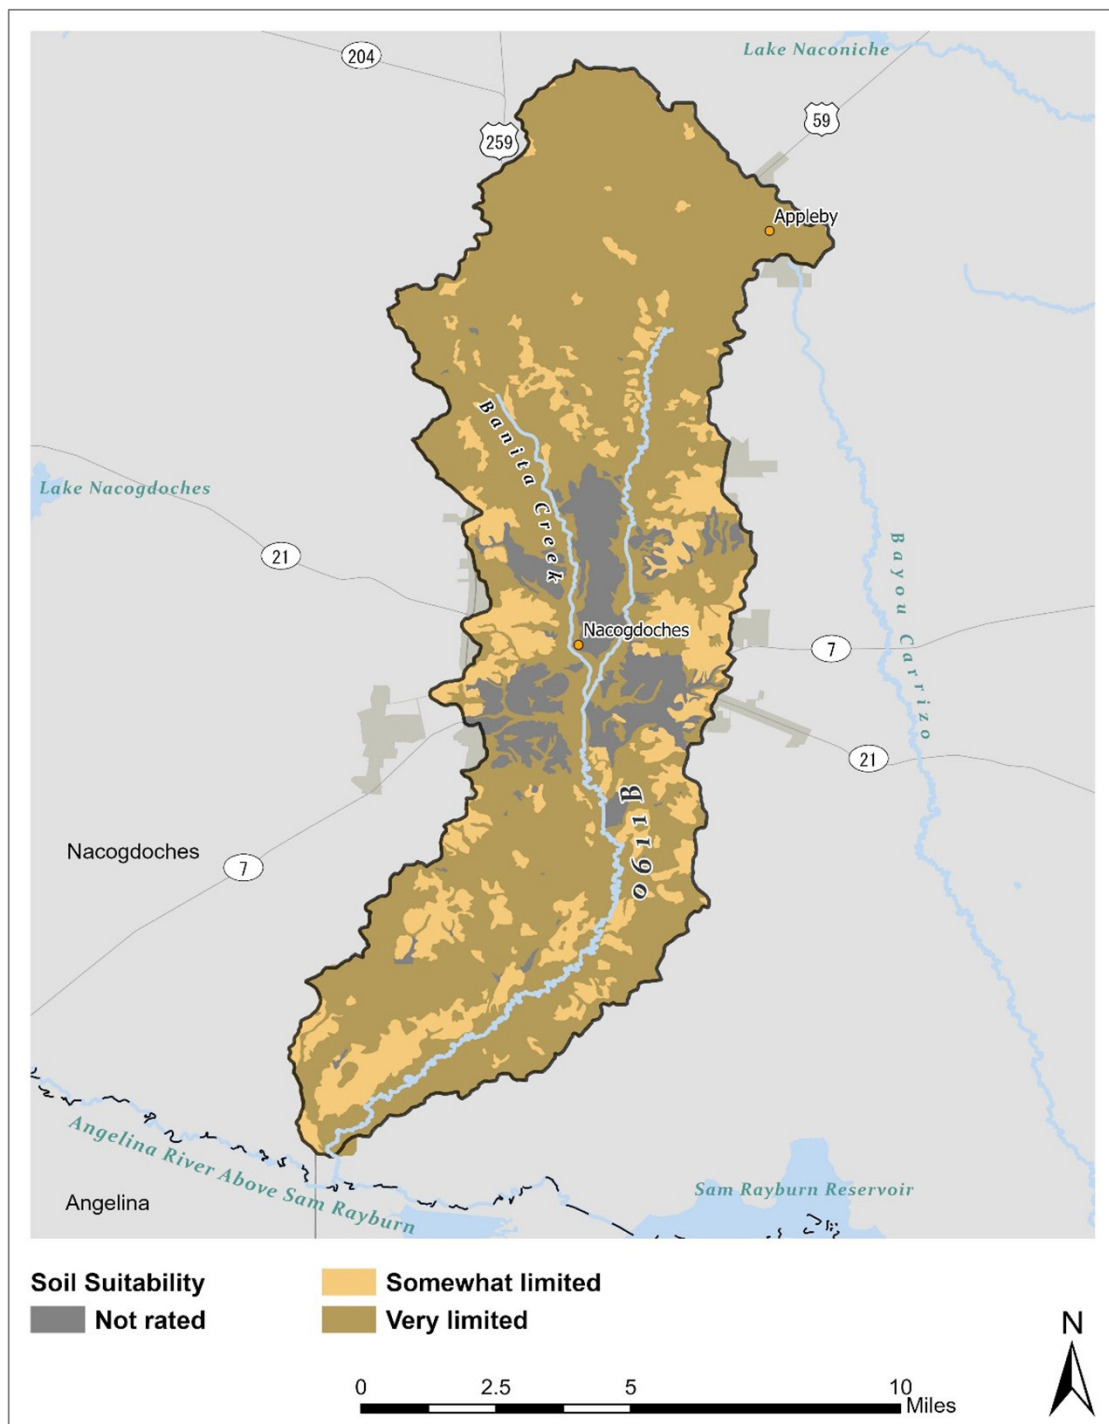 Lake Naconiche
204
259
59
Appleby
Banita Creek
Lake Nacogdoches
21
Bayou Carrizo
Nacogdoches
7
21
0611B
Nacogdoches
7
Angelina River Above Sam Rayburn
Sam Rayburn Reservoir
Angelina
Soil Suitability
Somewhat limited
Not rated
Very limited
N
0 2.5 5 10
Miles